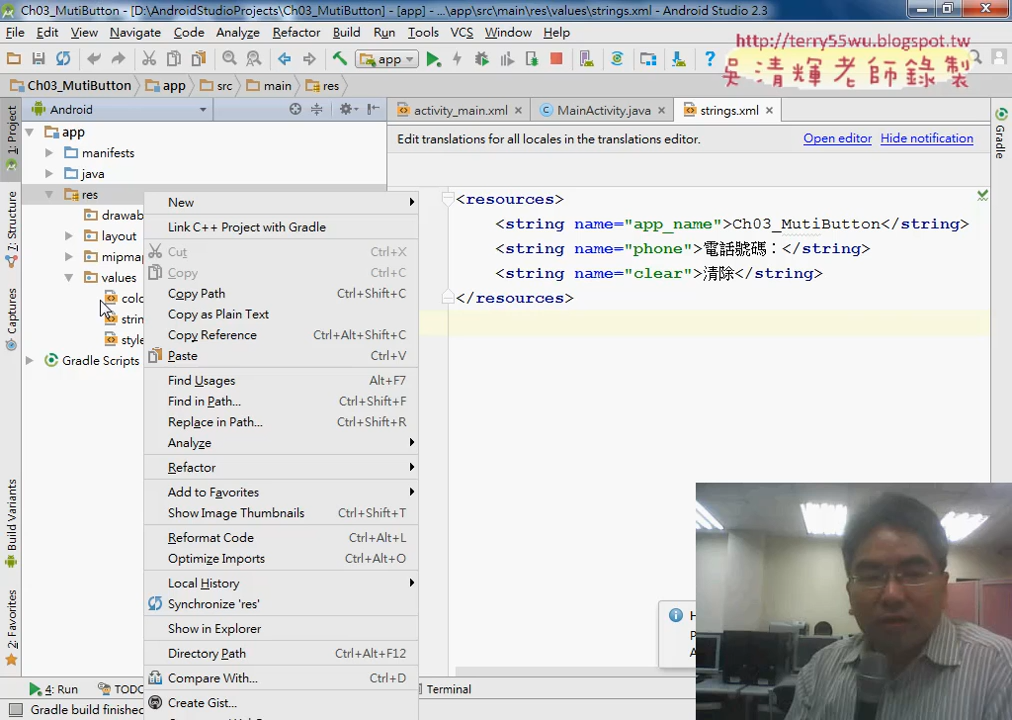 Ch03_MutiButton - [D:\AndroidStudioProjects\Ch03_MutiButton] - [app] - ...\app\src\main\res\values\strings.xml - Android Studio 2.3
File Edit View Navigate Code Analyze Refactor Build Run Tools VCS Window Help
http://terry55wu.blogspot.tw
吳清輝老師錄製
app
Ch03_MutiButton app src main res
Android
activity_main.xml MainActivity.java strings.xml
1: Project
7: Structure
Captures
Build Variants
2: Favorites
Gradle
app
manifests
java
res
drawab
layout
mipma
values
colo
strin
style
Gradle Scripts
New
Link C++ Project with Gradle
Cut Ctrl+X
Copy Ctrl+C
Copy Path Ctrl+Shift+C
Copy as Plain Text
Copy Reference Ctrl+Alt+Shift+C
Paste Ctrl+V
Find Usages Alt+F7
Find in Path... Ctrl+Shift+F
Replace in Path... Ctrl+Shift+R
Analyze
Refactor
Add to Favorites
Show Image Thumbnails Ctrl+Shift+T
Reformat Code Ctrl+Alt+L
Optimize Imports Ctrl+Alt+O
Local History
Synchronize 'res'
Show in Explorer
Directory Path Ctrl+Alt+F12
Compare With... Ctrl+D
Create Gist...
Edit translations for all locales in the translations editor. Open editor Hide notification
<resources>
<string name="app_name">Ch03_MutiButton</string>
<string name="phone">電話號碼：</string>
<string name="clear">清除</string>
</resources>
4: Run TODO Terminal
Gradle build finished